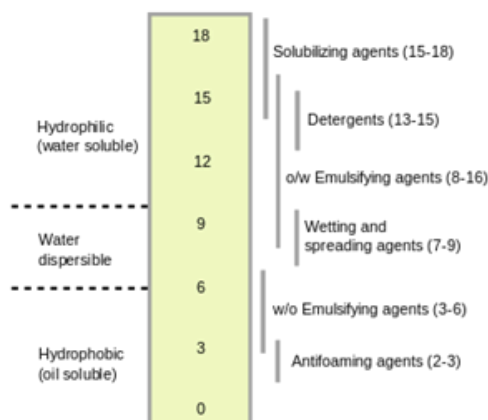 18
Solubilizing agents (15-18)
15
Detergents (13-15)
Hydrophilic
(water soluble)
12
o/w Emulsifying agents (8-16)
9
Wetting and
spreading agents (7-9)
Water
dispersible
6
w/o Emulsifying agents (3-6)
3
Hydrophobic
(oil soluble)
Antifoaming agents (2-3)
0